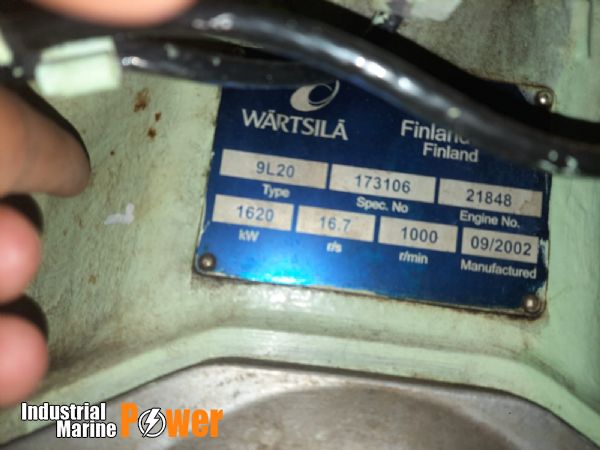 WÄRTSILÄ
Finland
Finland
9L20 173106 21848
Type Spec. No Engine No.
1620 16.7 1000 09/2002
kW r/s r/min Manufactured
Industrial
Marine Power